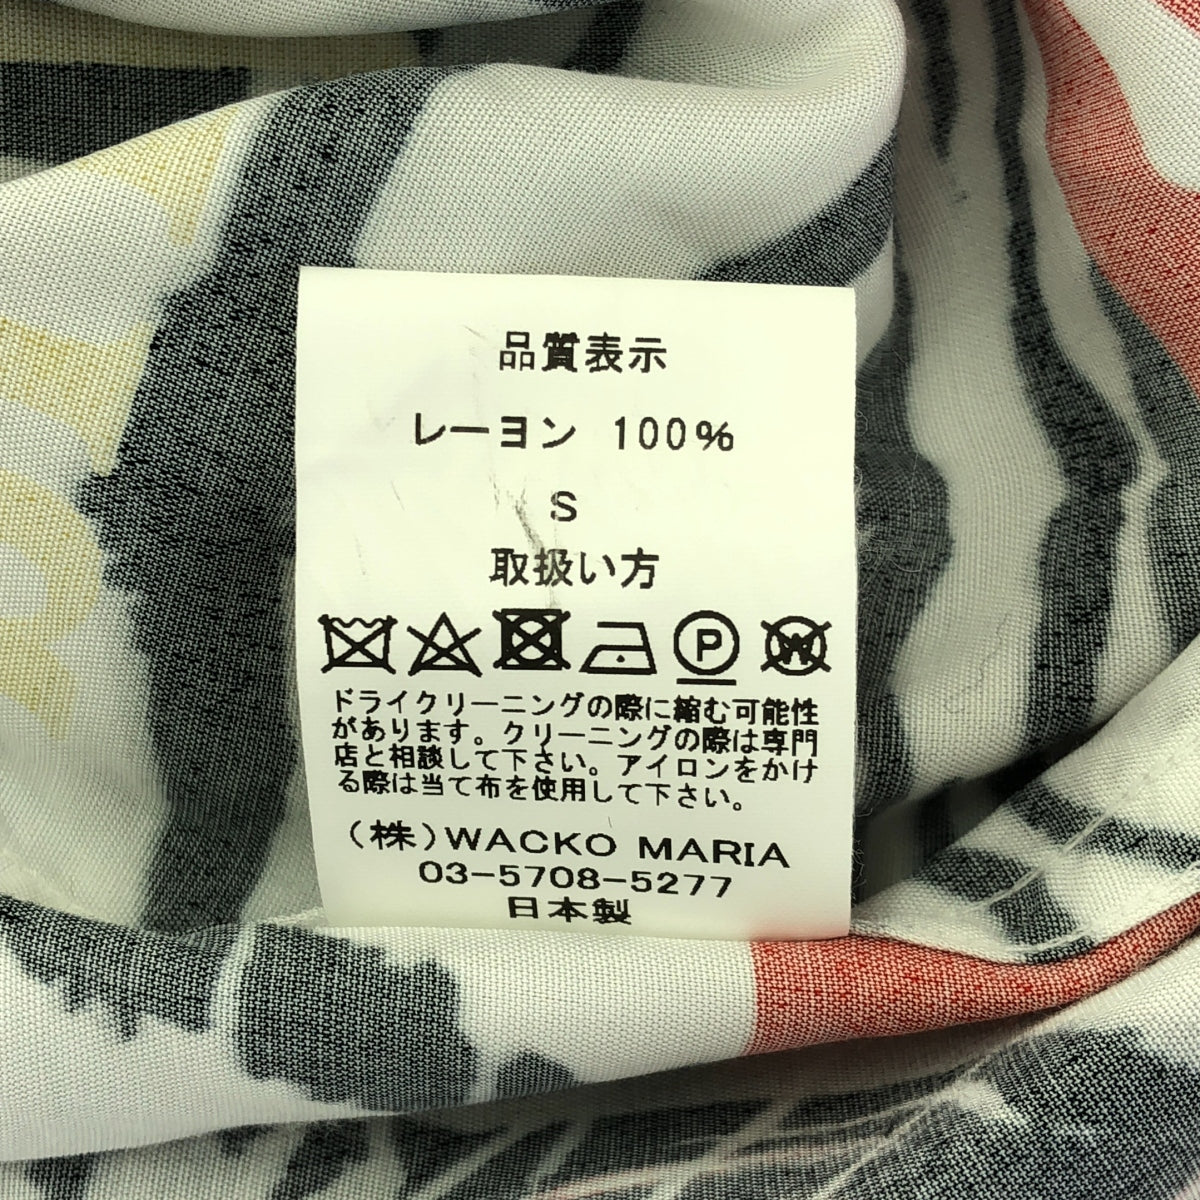 品質表示
レーヨン 100%
S
取扱い方
P W
ドライクリーニングの際に縮む可能性
があります。クリーニングの際は専門
店と相談して下さい。アイロンをかけ
る際は当て布を使用して下さい。
(株)WACKO MARIA
03-5708-5277
日本製